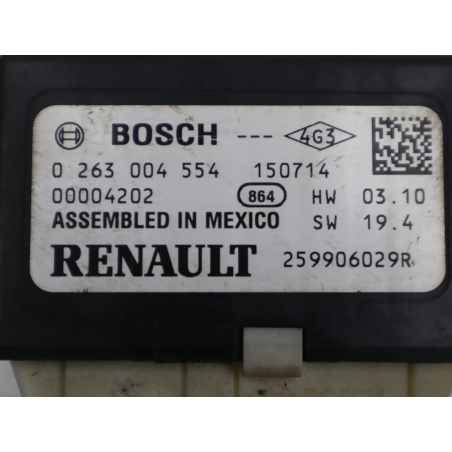 BOSCH --- 4G3
0 263 004 554 150714
00004202 864 HW 03.10
ASSEMBLED IN MEXICO SW 19.4
RENAULT 259906029R